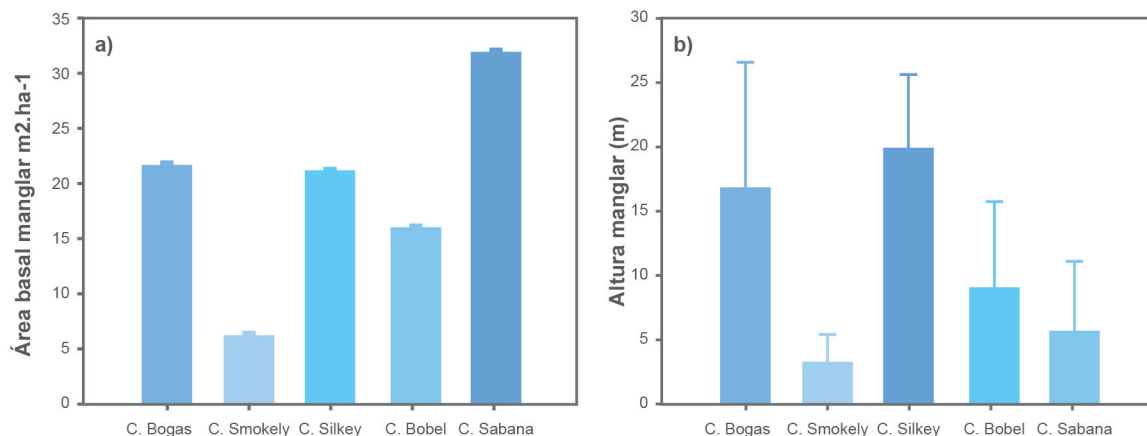 a)
Área basal manglar m2.ha-1
35
30
25
20
15
10
5
0
C. Bogas C. Smokely C. Silkey C. Bobel C. Sabana
b)
Altura manglar (m)
30
25
20
15
10
5
0
C. Bogas C. Smokely C. Silkey C. Bobel C. Sabana